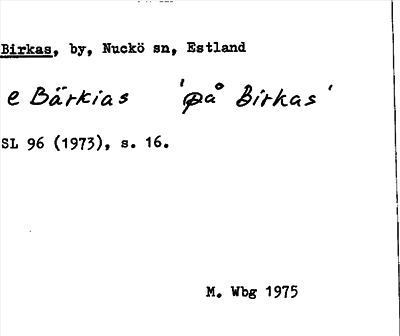 Birkas, by, Nuckö sn, Estland
e Bärkias 'på Birkas'
SL 96 (1973), s. 16.
M. Wbg 1975